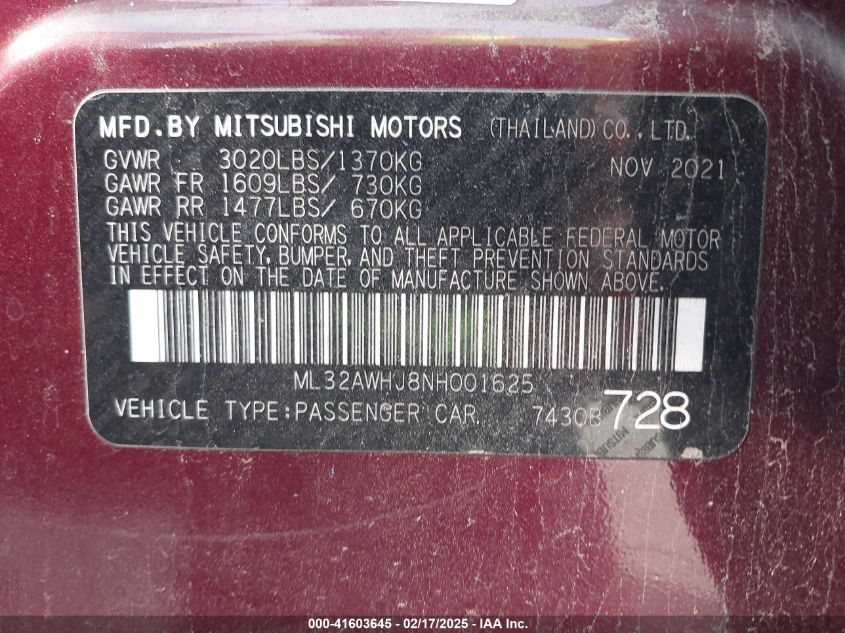 MFD.BY MITSUBISHI MOTORS (THAILAND) CO., LTD.
GVWR 3020LBS/1370KG NOV 2021
GAWR FR 1609LBS/ 730KG
GAWR RR 1477LBS/ 670KG
THIS VEHICLE CONFORMS TO ALL APPLICABLE FEDERAL MOTOR
VEHICLE SAFETY, BUMPER, AND THEFT PREVENTION STANDARDS
IN EFFECT ON THE DATE OF MANUFACTURE SHOWN ABOVE.
ML32AWHJ8NH001625
VEHICLE TYPE:PASSENGER CAR 7430B728
000-41603645 - 02/17/2025 - IAA Inc.